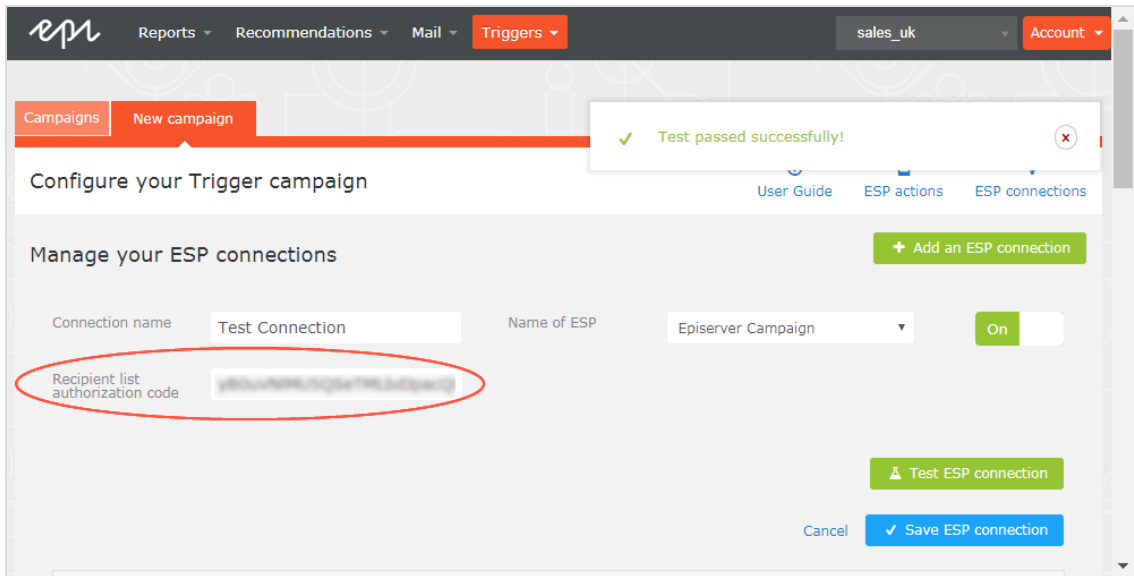 epi Reports Recommendations Mail Triggers sales_uk Account
Campaigns New campaign
Test passed successfully! x
Configure your Trigger campaign
User Guide ESP actions ESP connections
Manage your ESP connections
+ Add an ESP connection
Connection name Test Connection Name of ESP Episerver Campaign On
Recipient list
authorization code
Test ESP connection
Cancel Save ESP connection